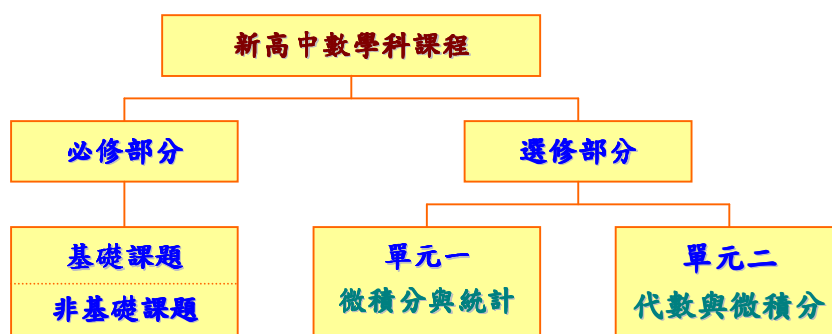 新高中數學科課程
必修部分
選修部分
基礎課題
非基礎課題
單元一
微積分與統計
單元二
代數與微積分